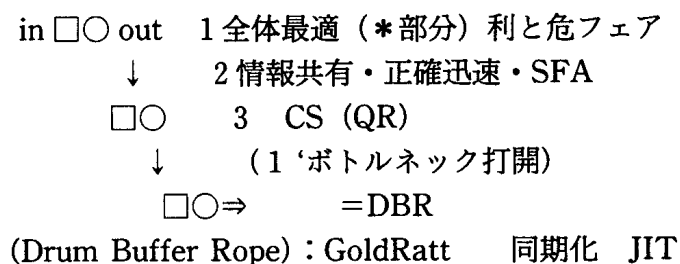 in □○ out 1 全体最適（＊部分）利と危フェア
↓ 2 情報共有・正確迅速・SFA
□○ 3 CS (QR)
↓ (1 ‘ボトルネック打開)
□○⇒ =DBR
(Drum Buffer Rope)：GoldRatt 同期化 JIT